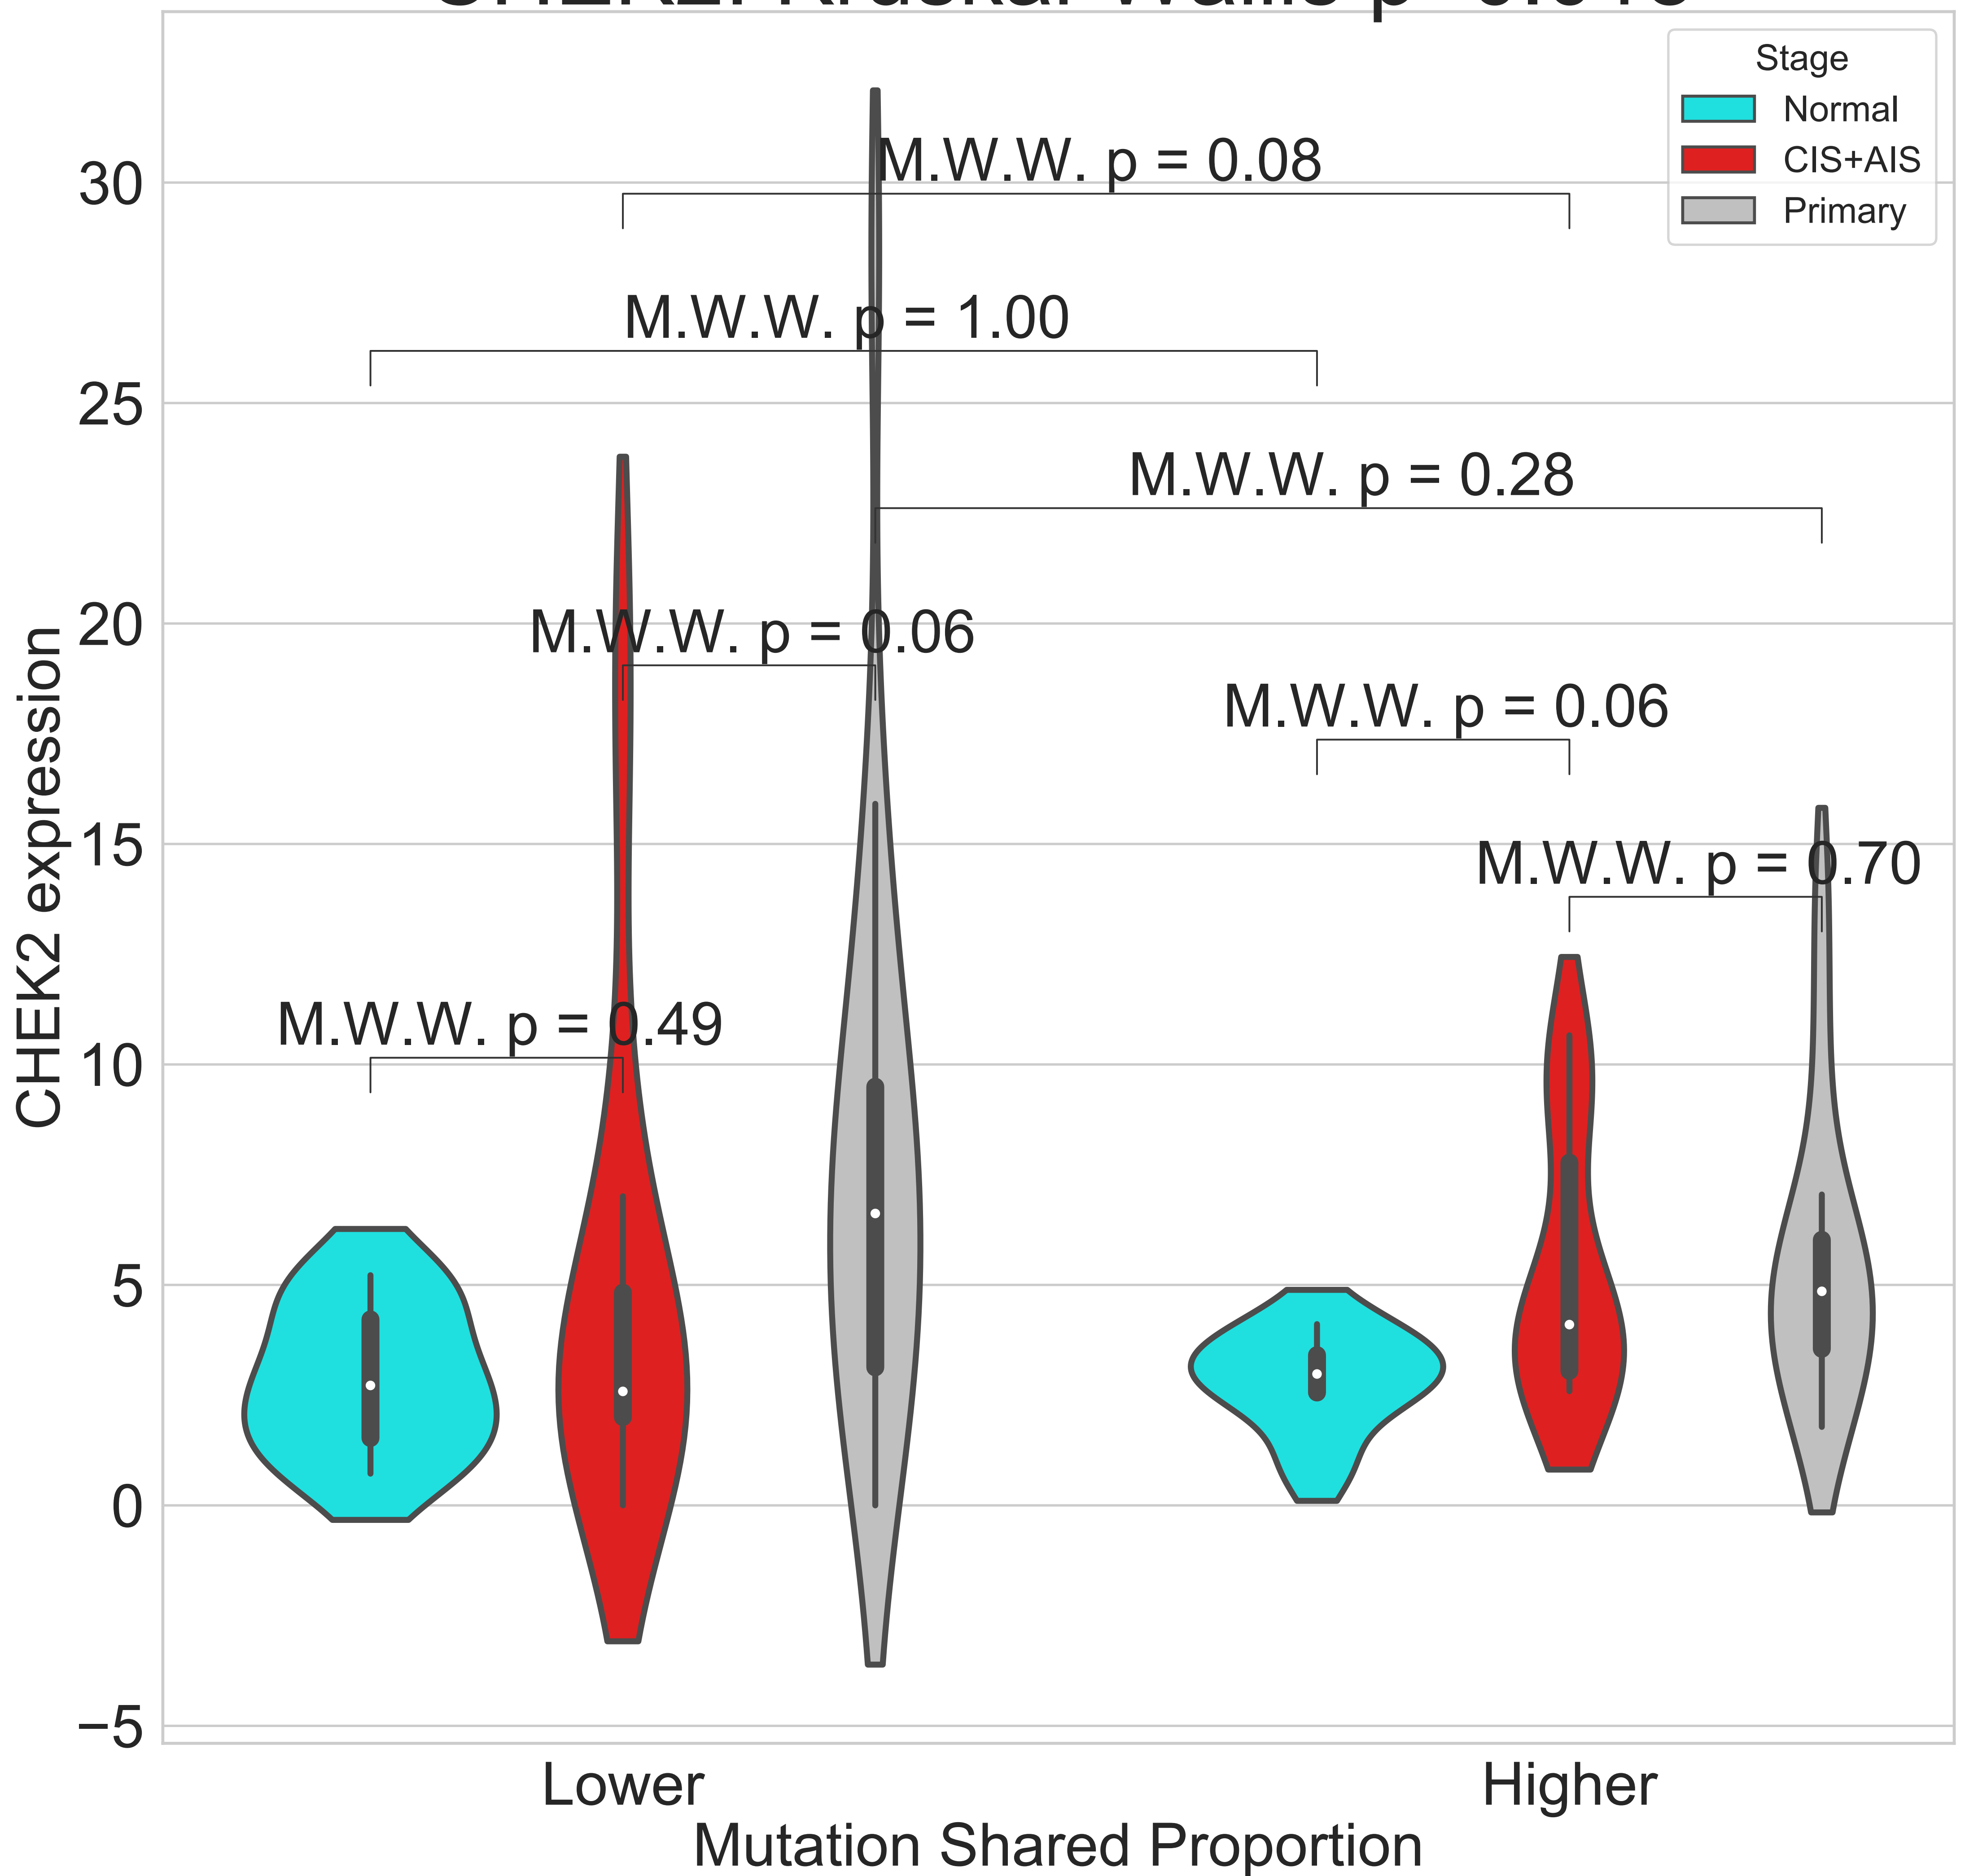 Stage
Normal
CIS+AIS
Primary
M.W.W. p = 0.08
M.W.W. p = 1.00
M.W.W. p = 0.28
M.W.W. p = 0.06
M.W.W. p = 0.06
M.W.W. p = 0.70
M.W.W. p = 0.49
30
25
20
15
10
5
0
−5
CHEK2 expression
Lower
Higher
Mutation Shared Proportion